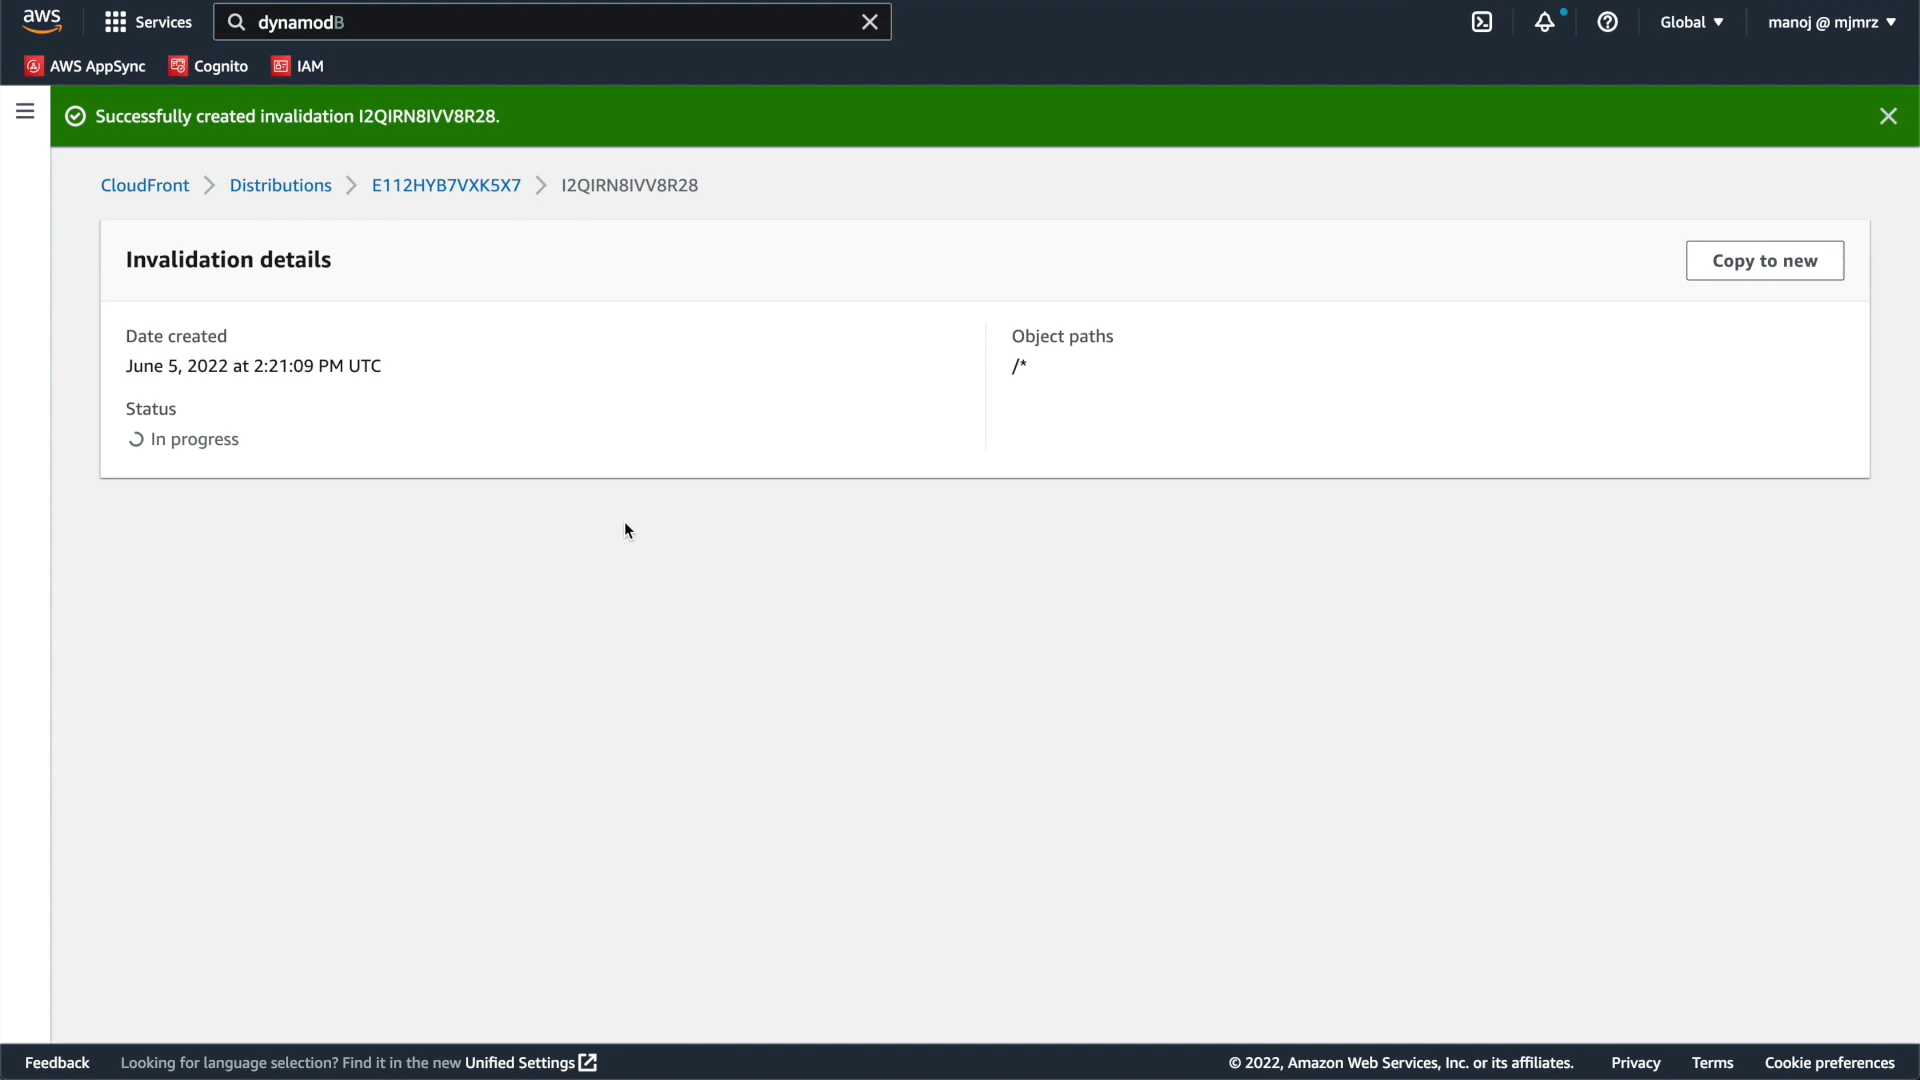 aws Services dynamodB Global manoj @ mjmrz
AWS AppSync Cognito IAM
Successfully created invalidation I2QIRN8IVV8R28.
CloudFront Distributions E112HYB7VXK5X7 I2QIRN8IVV8R28
Invalidation details Copy to new
Date created Object paths
June 5, 2022 at 2:21:09 PM UTC /*
Status
In progress
Feedback Looking for language selection? Find it in the new Unified Settings © 2022, Amazon Web Services, Inc. or its affiliates. Privacy Terms Cookie preferences